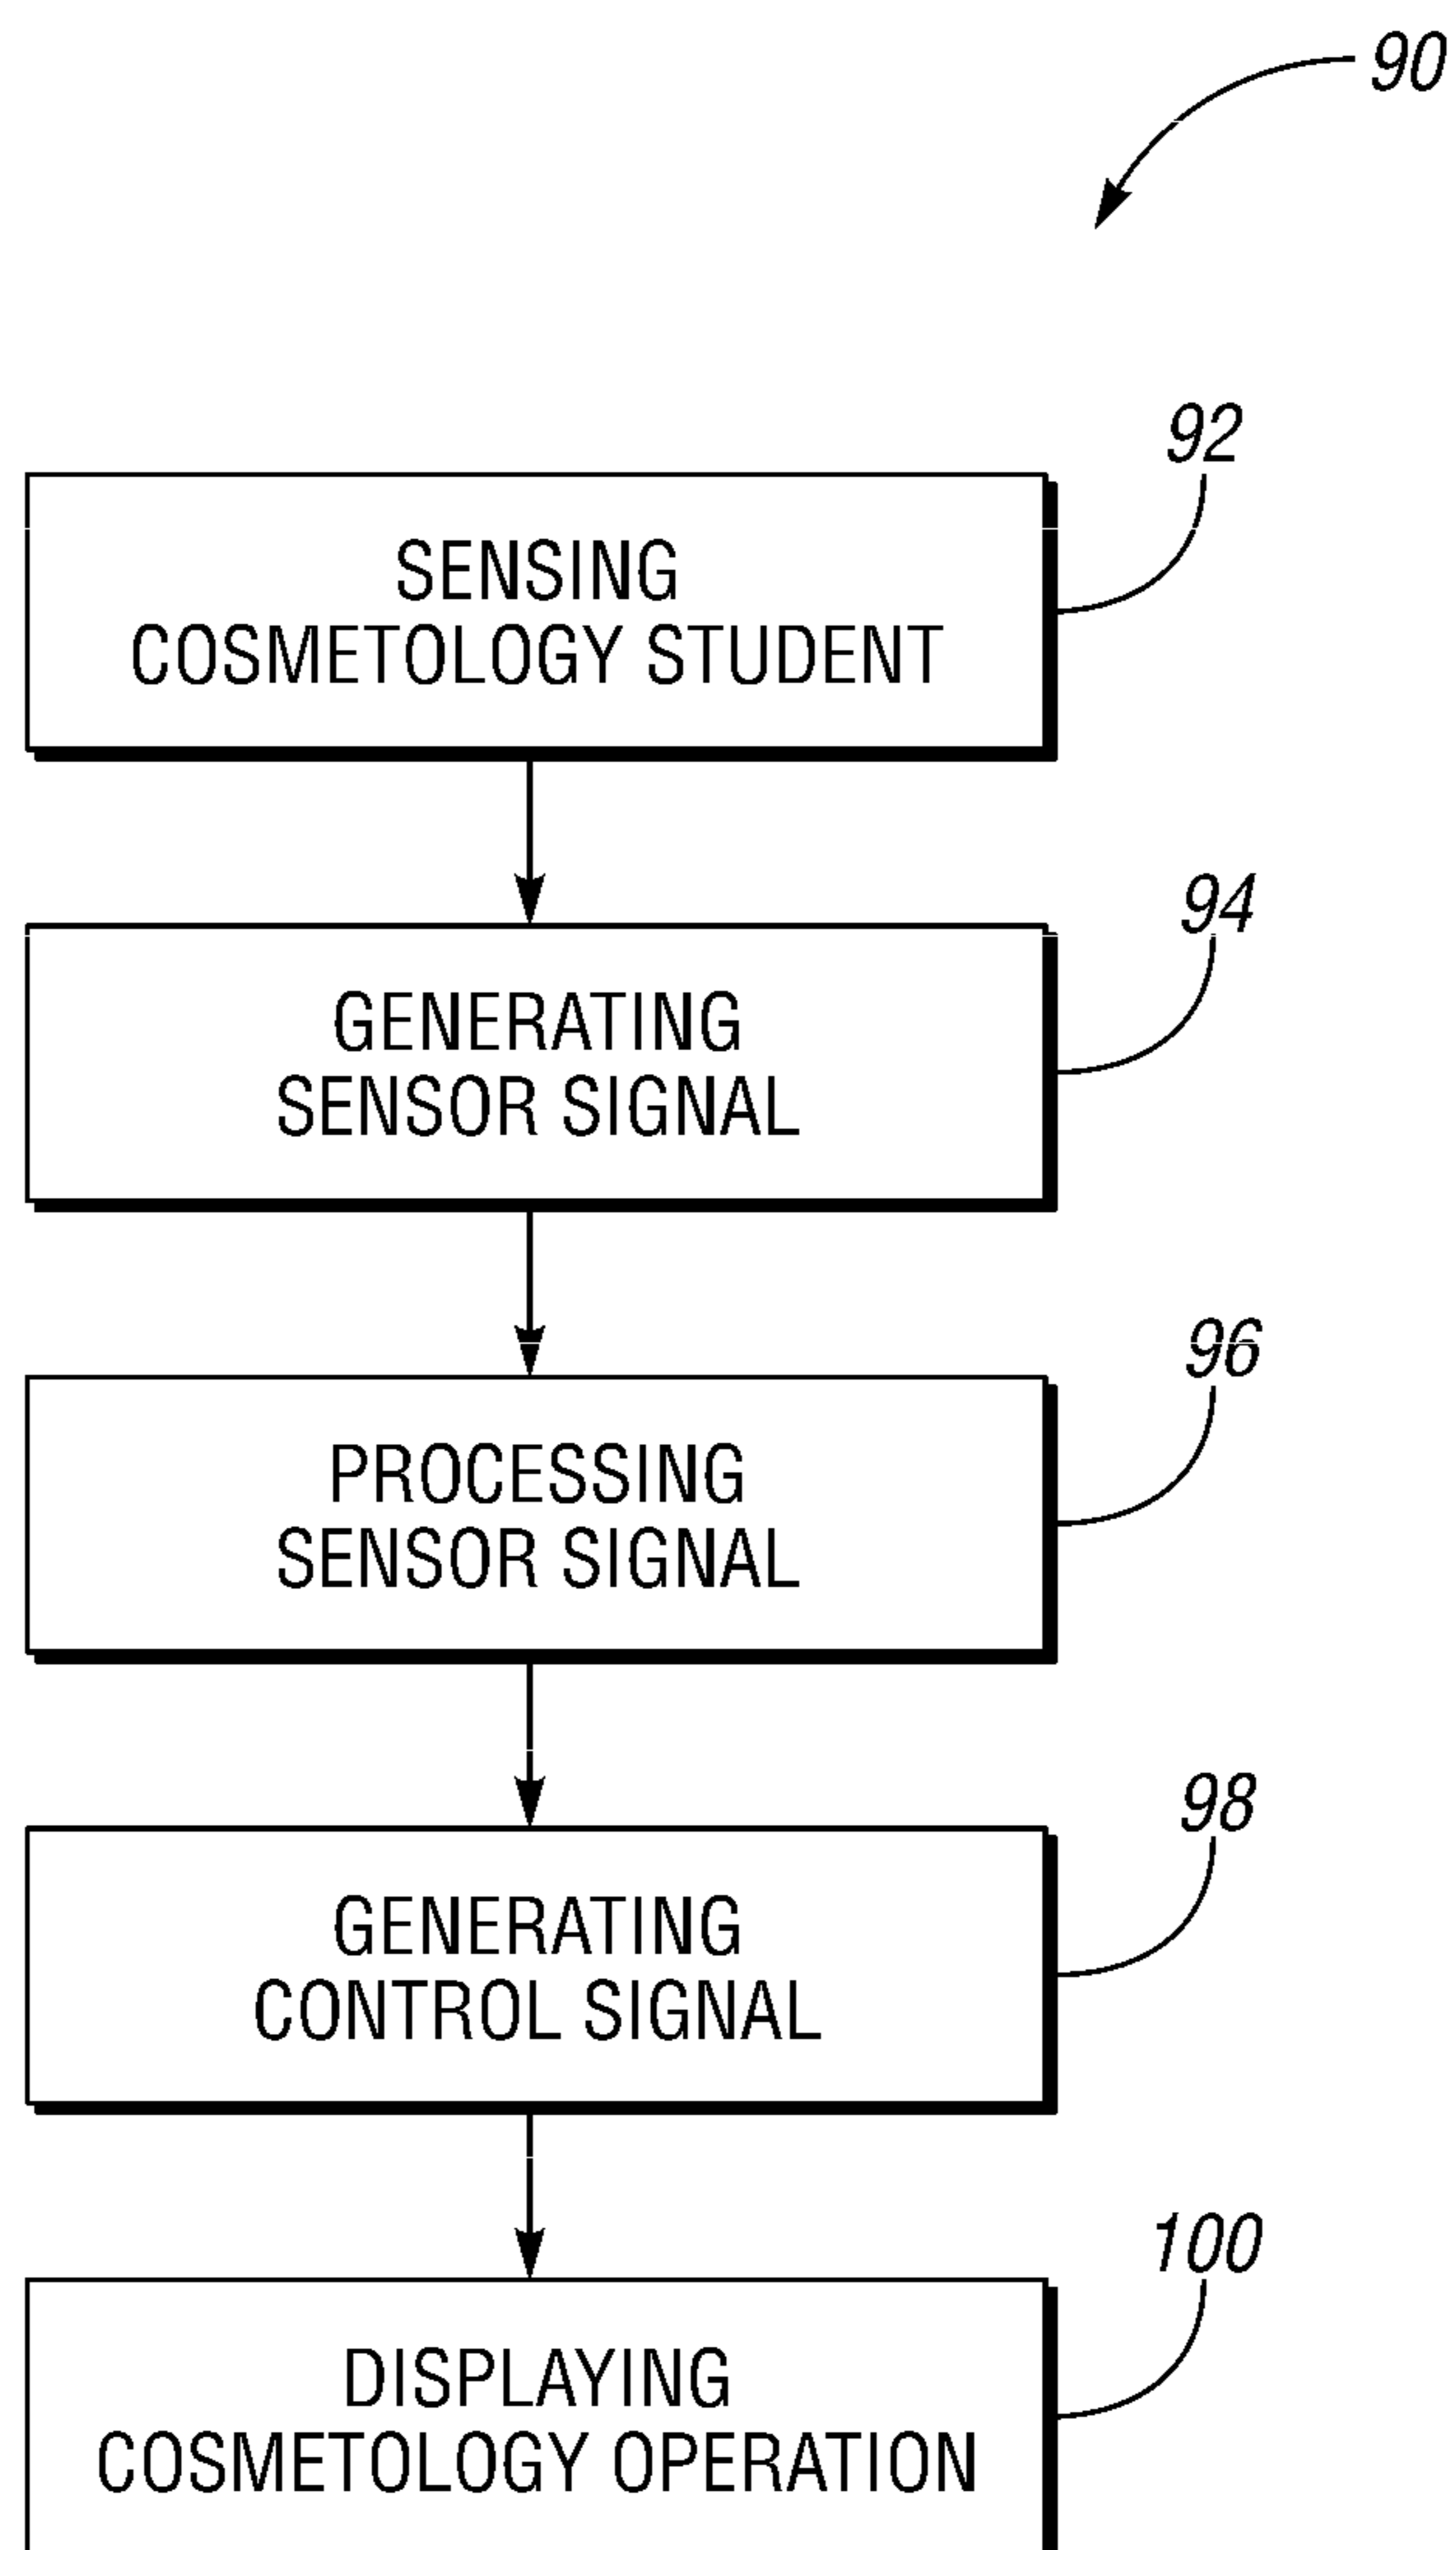 90
92
SENSING
COSMETOLOGY STUDENT
94
GENERATING
SENSOR SIGNAL
96
PROCESSING
SENSOR SIGNAL
98
GENERATING
CONTROL SIGNAL
100
DISPLAYING
COSMETOLOGY OPERATION